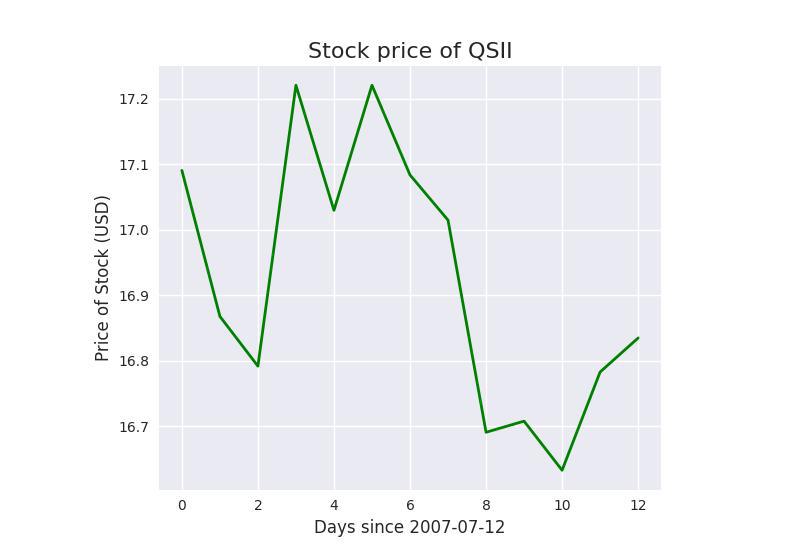 Stock price of QSII
17.2
17.1
17.0
16.9
16.8
16.7
Price of Stock (USD)
0 2 4 6 8 10 12
Days since 2007-07-12